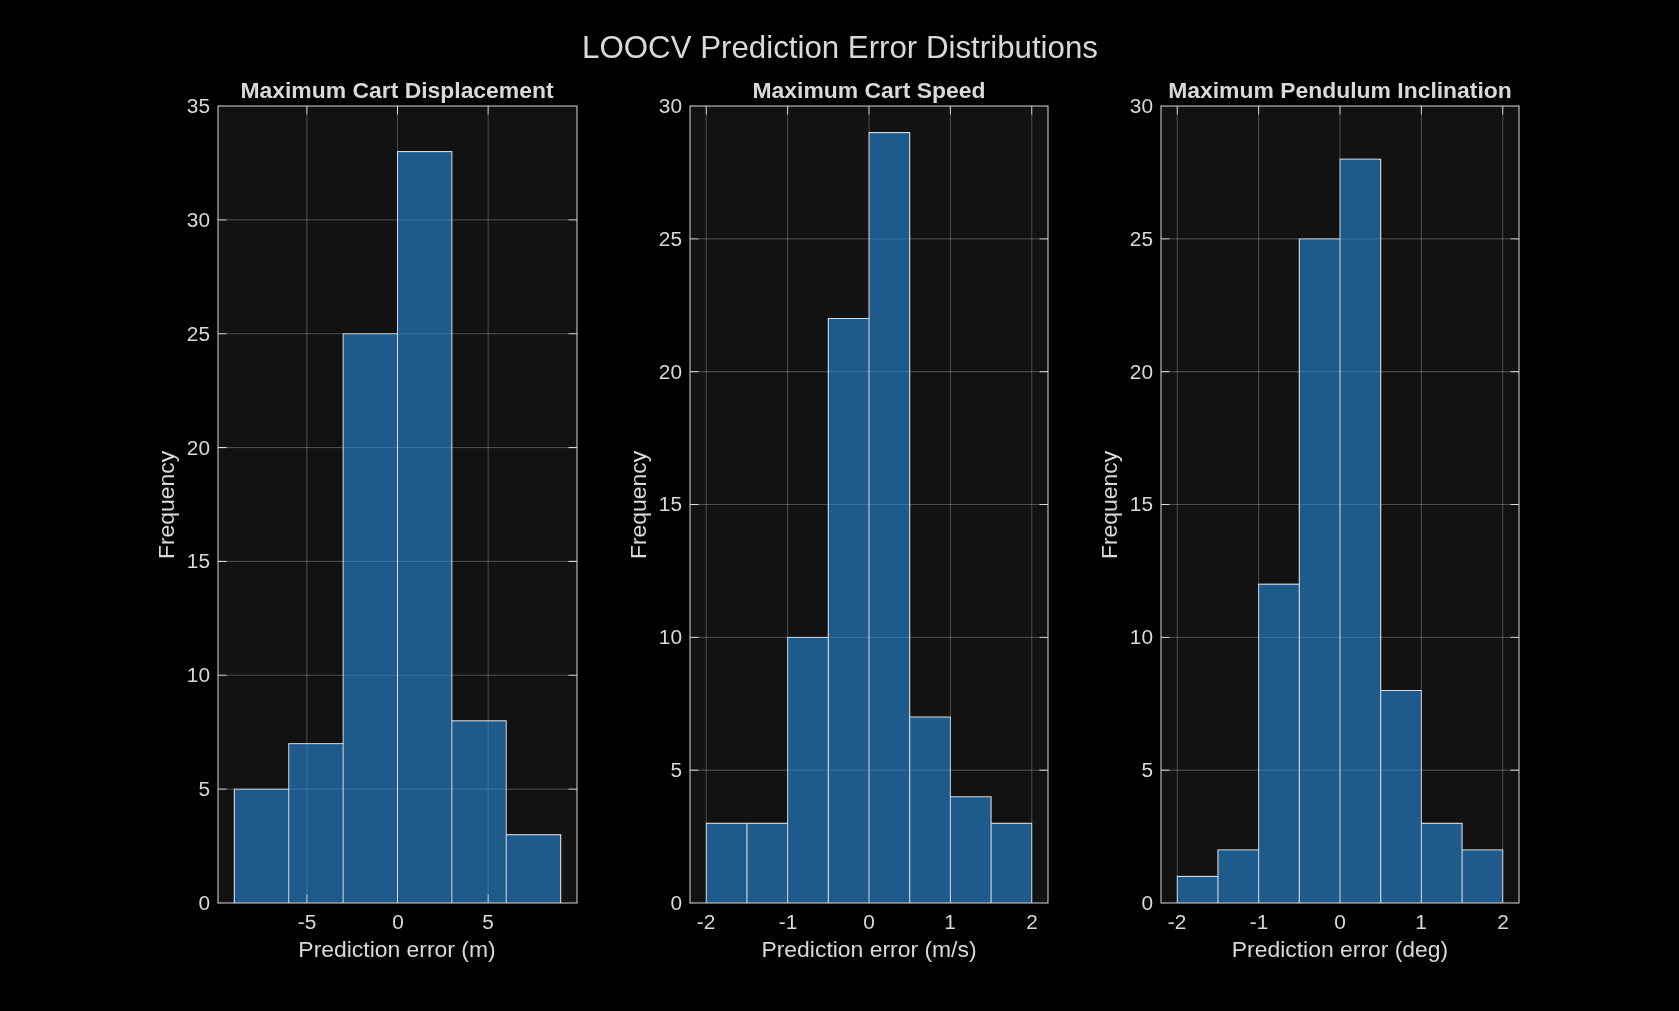 LOOCV Prediction Error Distributions
Maximum Cart Displacement
35
30
25
20
15
10
5
0
Frequency
-5 0 5
Prediction error (m)
Maximum Cart Speed
30
25
20
15
10
5
0
Frequency
-2 -1 0 1 2
Prediction error (m/s)
Maximum Pendulum Inclination
30
25
20
15
10
5
0
Frequency
-2 -1 0 1 2
Prediction error (deg)